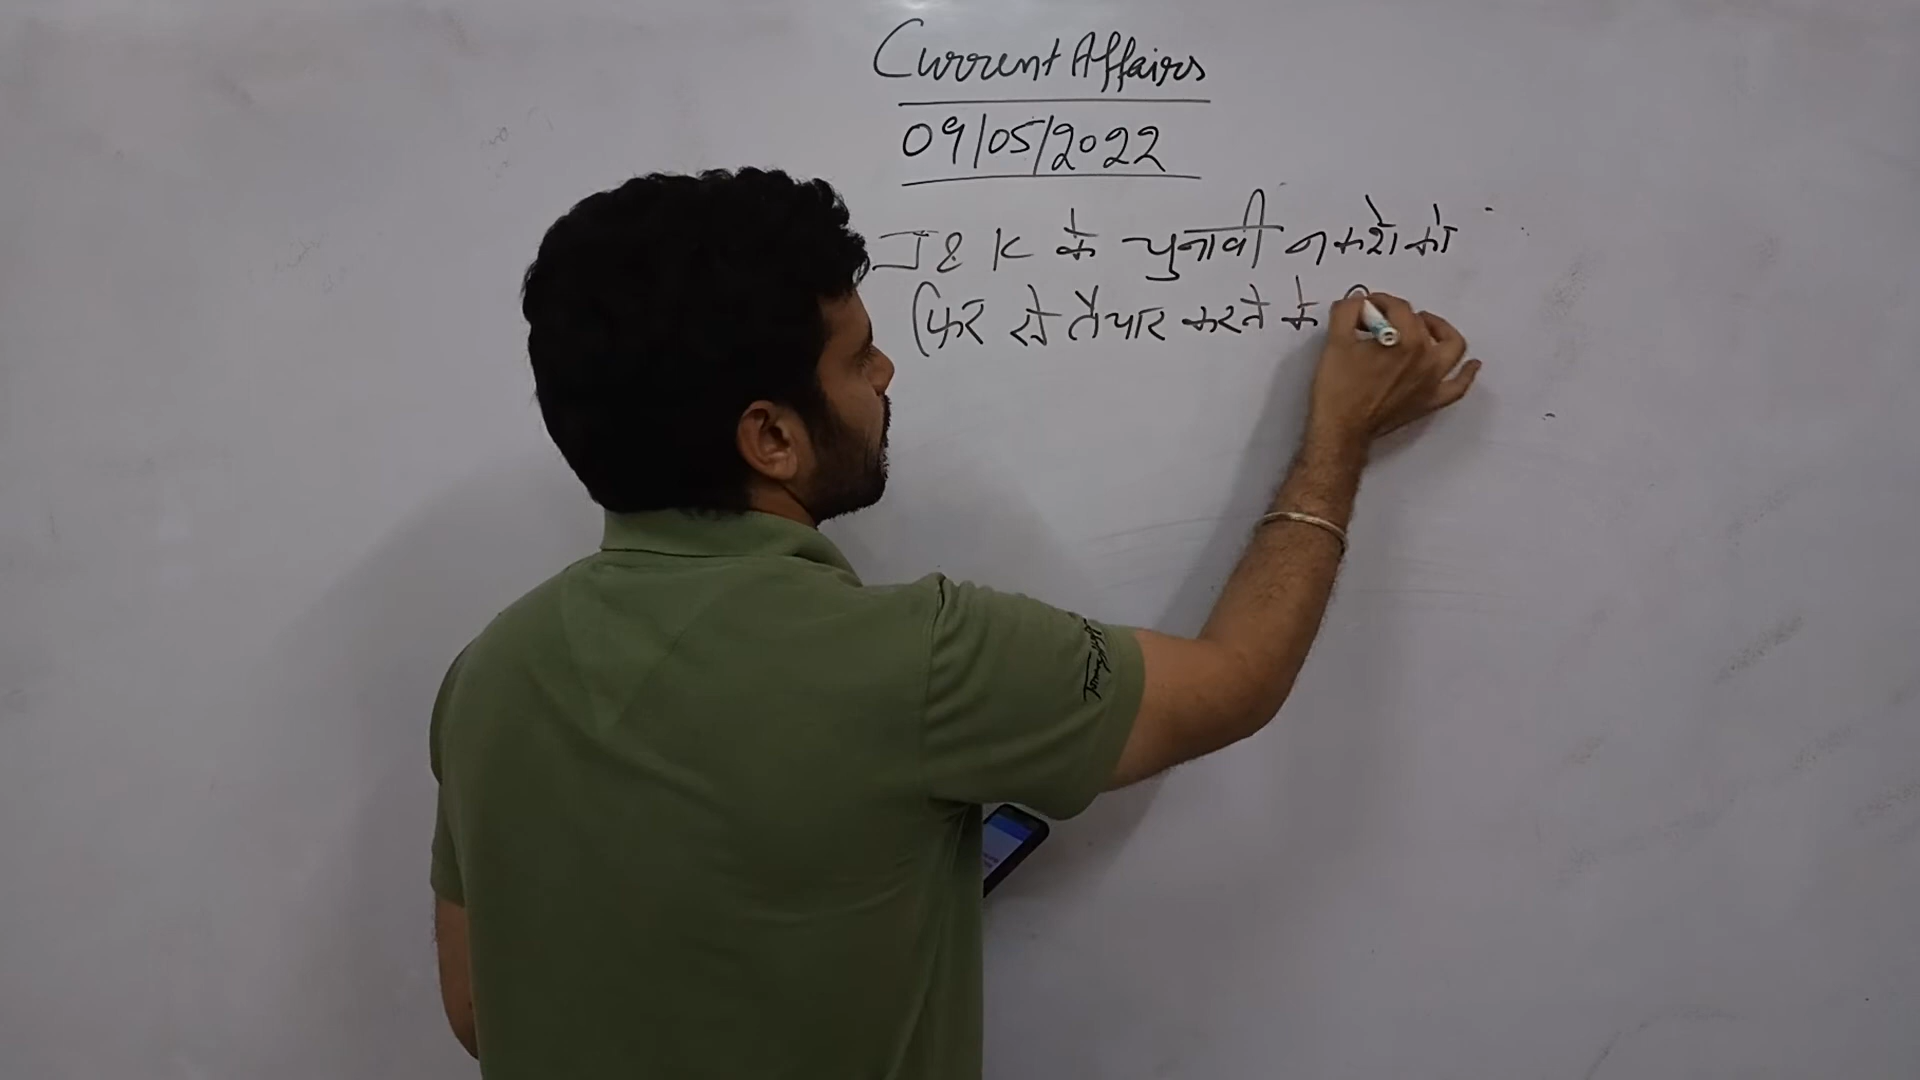 Current Affairs
09/05/2022
J & K के चुनावी नक्शे को
फिर से तैयार करने के